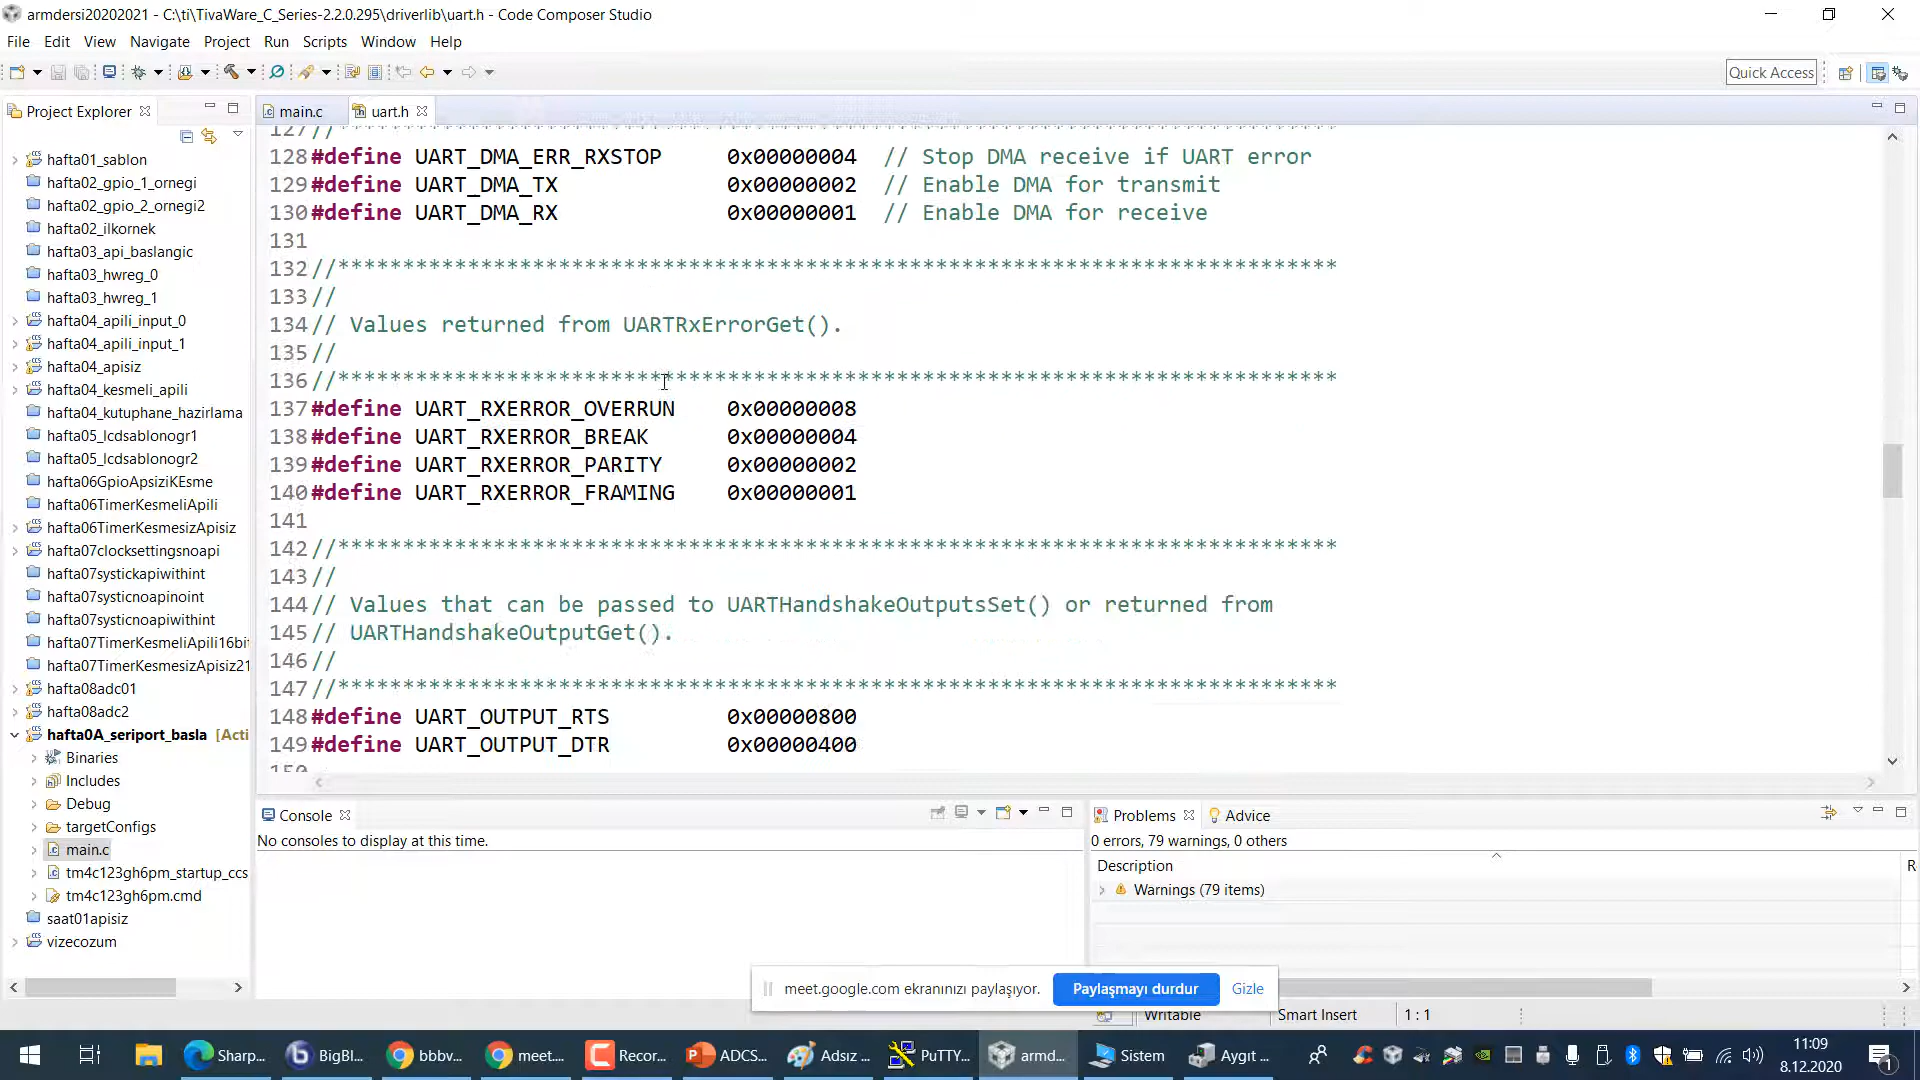 armdersi20202021 - C:\ti\TivaWare_C_Series-2.2.0.295\driverlib\uart.h - Code Composer Studio
File Edit View Navigate Project Run Scripts Window Help
Quick Access
Project Explorer
main.c
uart.h
hafta01_sablon
hafta02_gpio_1_ornegi
hafta02_gpio_2_ornegi2
hafta02_ilkornek
hafta03_api_baslangic
hafta03_hwreg_0
hafta03_hwreg_1
hafta04_apili_input_0
hafta04_apili_input_1
hafta04_apisiz
hafta04_kesmeli_apili
hafta04_kutuphane_hazirlama
hafta05_lcdsablonogr1
hafta05_lcdsablonogr2
hafta06GpioApsiziKEsme
hafta06TimerKesmeliApili
hafta06TimerKesmesizApisiz
hafta07clocksettingsnoapi
hafta07systickapiwithint
hafta07systicnoapinoint
hafta07systicnoapiwithint
hafta07TimerKesmeliApili16bi
hafta07TimerKesmesizApisiz21
hafta08adc01
hafta08adc2
hafta0A_seriport_basla [Acti
Binaries
Includes
Debug
targetConfigs
main.c
tm4c123gh6pm_startup_ccs
tm4c123gh6pm.cmd
saat01apisiz
vizecozum
127//*****************************************************************************
128#define UART_DMA_ERR_RXSTOP 0x00000004 // Stop DMA receive if UART error
129#define UART_DMA_TX 0x00000002 // Enable DMA for transmit
130#define UART_DMA_RX 0x00000001 // Enable DMA for receive
131
132//*****************************************************************************
133//
134// Values returned from UARTRxErrorGet().
135//
136//*****************************************************************************
137#define UART_RXERROR_OVERRUN 0x00000008
138#define UART_RXERROR_BREAK 0x00000004
139#define UART_RXERROR_PARITY 0x00000002
140#define UART_RXERROR_FRAMING 0x00000001
141
142//*****************************************************************************
143//
144// Values that can be passed to UARTHandshakeOutputsSet() or returned from
145// UARTHandshakeOutputGet().
146//
147//*****************************************************************************
148#define UART_OUTPUT_RTS 0x00000800
149#define UART_OUTPUT_DTR 0x00000400
150
Console
No consoles to display at this time.
Problems
Advice
0 errors, 79 warnings, 0 others
Description
R
Warnings (79 items)
meet.google.com ekranınızı paylaşıyor.
Paylaşmayı durdur
Gizle
Writable
Smart Insert
1 : 1
Sharp...
BigBl...
bbbv...
meet....
Recor...
ADCS...
Adsız ...
PuTTY...
armd...
Sistem
Aygıt ...
11:09
8.12.2020
1